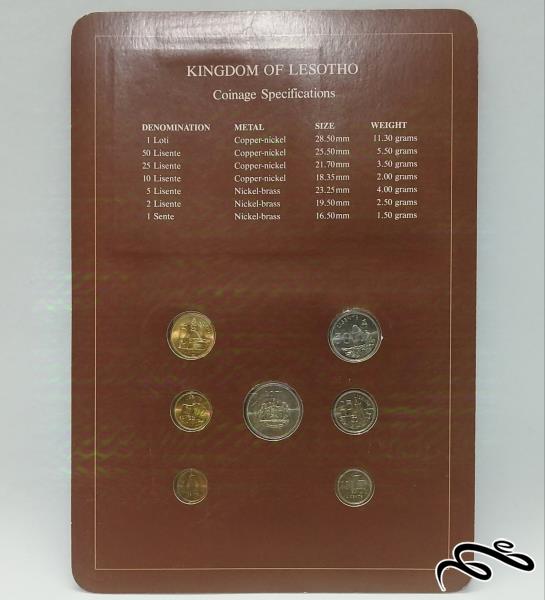 KINGDOM OF LESOTHO
Coinage Specifications
DENOMINATION METAL SIZE WEIGHT
1 Loti Copper-nickel 28.50mm 11.30 grams
50 Lisente Copper-nickel 25.50mm 5.50 grams
25 Lisente Copper-nickel 21.70mm 3.50 grams
10 Lisente Copper-nickel 18.35mm 2.00 grams
5 Lisente Nickel-brass 23.25mm 4.00 grams
2 Lisente Nickel-brass 19.50mm 2.50 grams
1 Sente Nickel-brass 16.50mm 1.50 grams